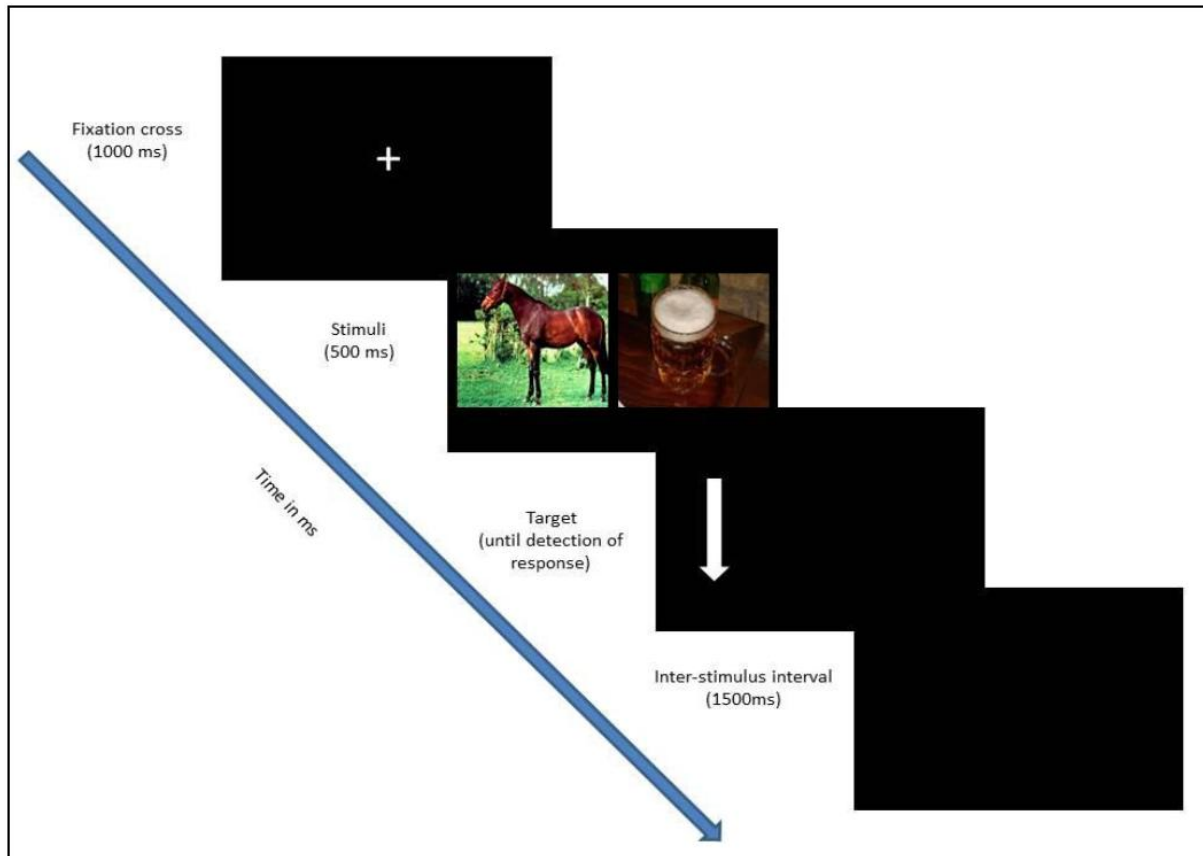 Fixation cross
(1000 ms)
Stimuli
(500 ms)
Time in ms
Target
(until detection of
response)
Inter-stimulus interval
(1500ms)